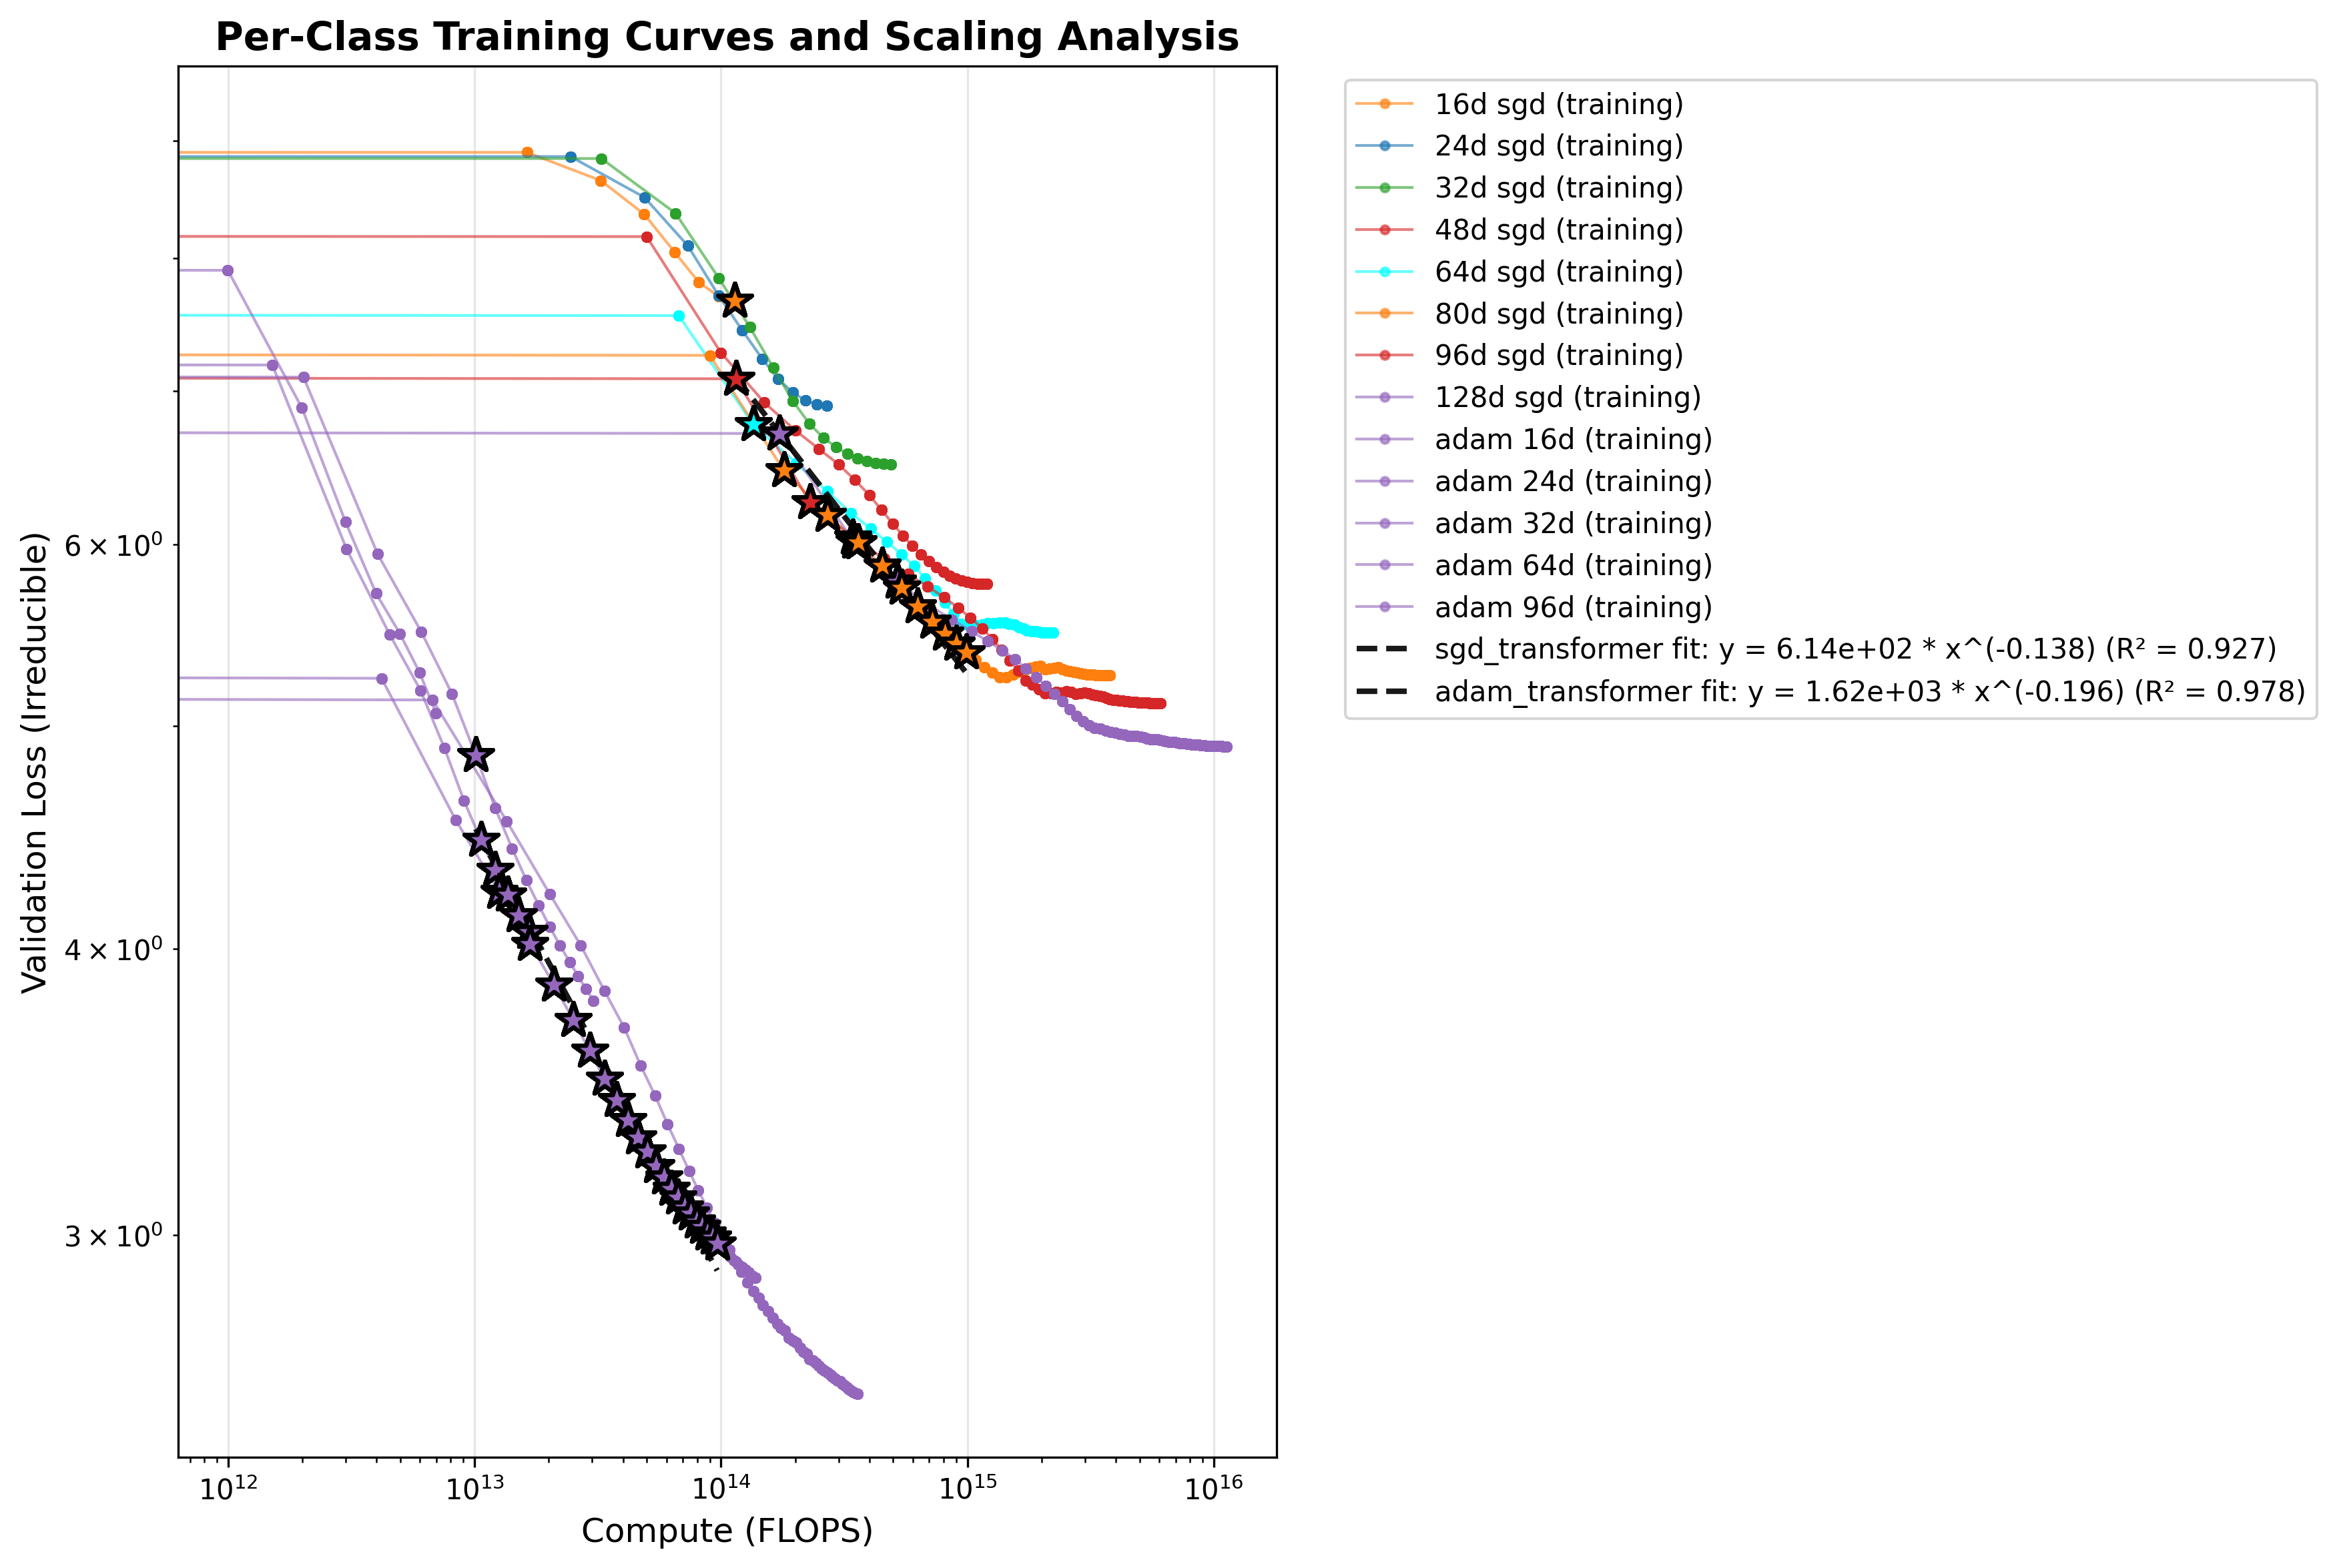 Per-Class Training Curves and Scaling Analysis
Validation Loss (Irreducible)
6 × 10⁰
4 × 10⁰
3 × 10⁰
10¹² 10¹³ 10¹⁴ 10¹⁵ 10¹⁶
Compute (FLOPS)
16d sgd (training)
24d sgd (training)
32d sgd (training)
48d sgd (training)
64d sgd (training)
80d sgd (training)
96d sgd (training)
128d sgd (training)
adam 16d (training)
adam 24d (training)
adam 32d (training)
adam 64d (training)
adam 96d (training)
sgd_transformer fit: y = 6.14e+02 * x^(-0.138) (R² = 0.927)
adam_transformer fit: y = 1.62e+03 * x^(-0.196) (R² = 0.978)